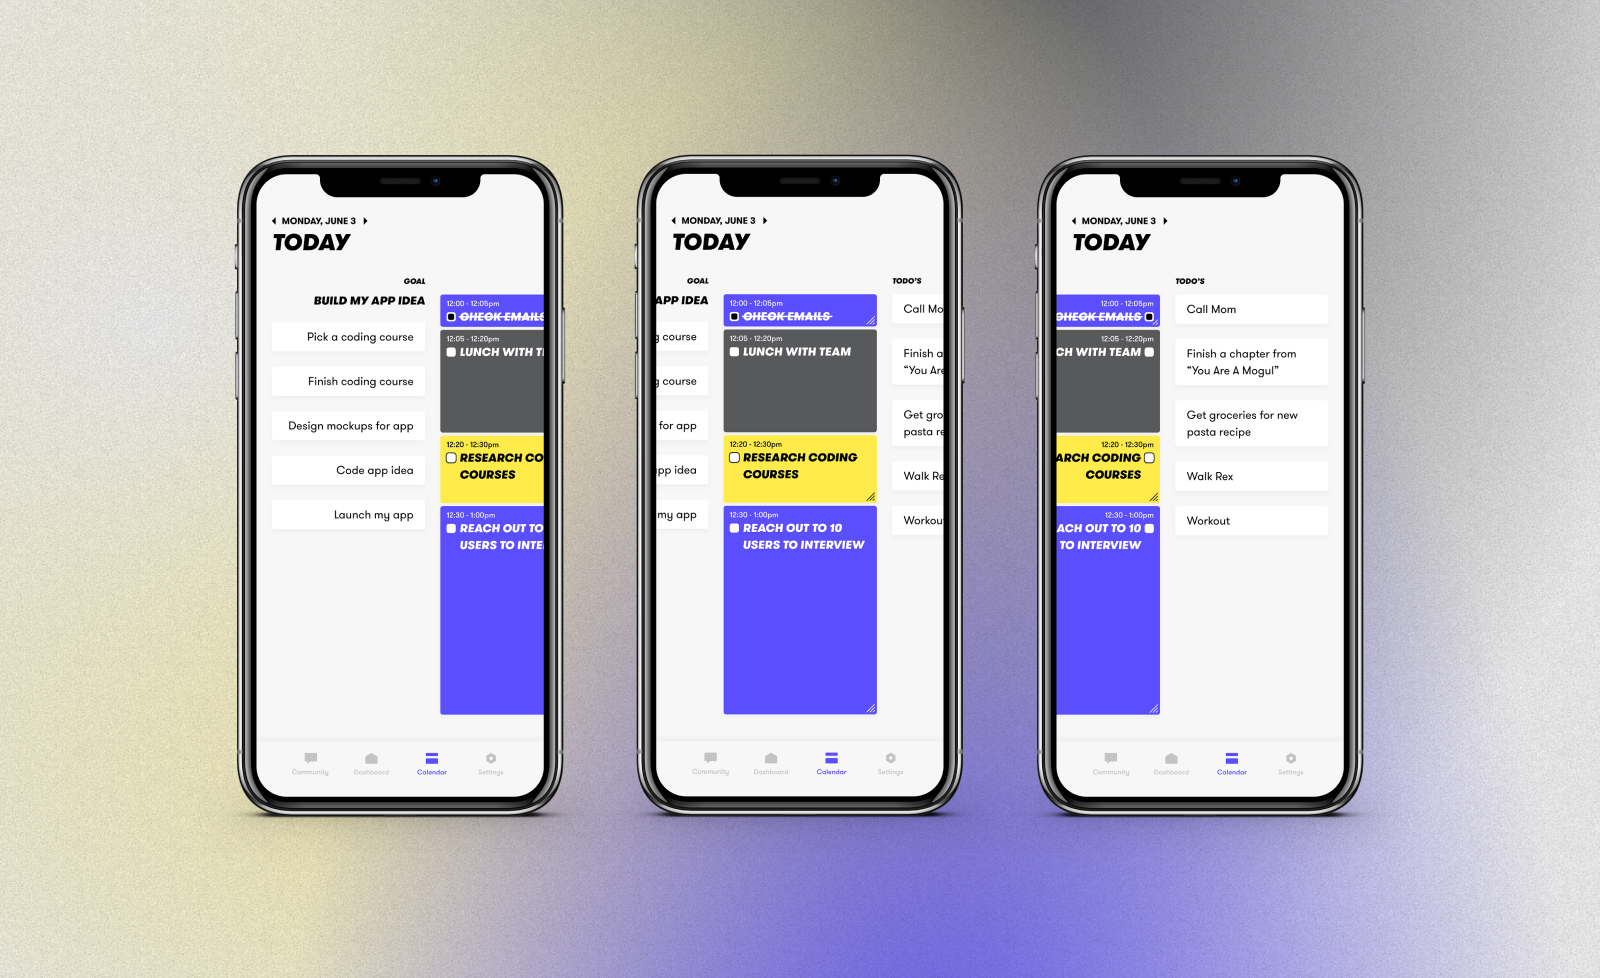 MONDAY, JUNE 3
TODAY
GOAL
BUILD MY APP IDEA
Pick a coding course
Finish coding course
Design mockups for app
Code app idea
Launch my app
12:00 - 12:05pm
CHECK EMAILS
12:05 - 12:20pm
LUNCH WITH T
12:20 - 12:30pm
RESEARCH CO
COURSES
12:30 - 1:00pm
REACH OUT TO
USERS TO INTE
Community
Dashboard
Calendar
Settings
MONDAY, JUNE 3
TODAY
GOAL
APP IDEA
g course
g course
for app
pp idea
my app
12:00 - 12:05pm
CHECK EMAILS
12:05 - 12:20pm
LUNCH WITH TEAM
12:20 - 12:30pm
RESEARCH CODING
COURSES
12:30 - 1:00pm
REACH OUT TO 10
USERS TO INTERVIEW
TODO'S
Call Mo
Finish a
“You Are
Get gro
pasta re
Walk Re
Workou
Community
Dashboard
Calendar
Settings
MONDAY, JUNE 3
TODAY
12:00 - 12:05pm
CHECK EMAILS
12:05 - 12:20pm
CH WITH TEAM
12:20 - 12:30pm
ARCH CODING
COURSES
12:30 - 1:00pm
ACH OUT TO 10
TO INTERVIEW
TODO'S
Call Mom
Finish a chapter from
“You Are A Mogul”
Get groceries for new
pasta recipe
Walk Rex
Workout
Community
Dashboard
Calendar
Settings